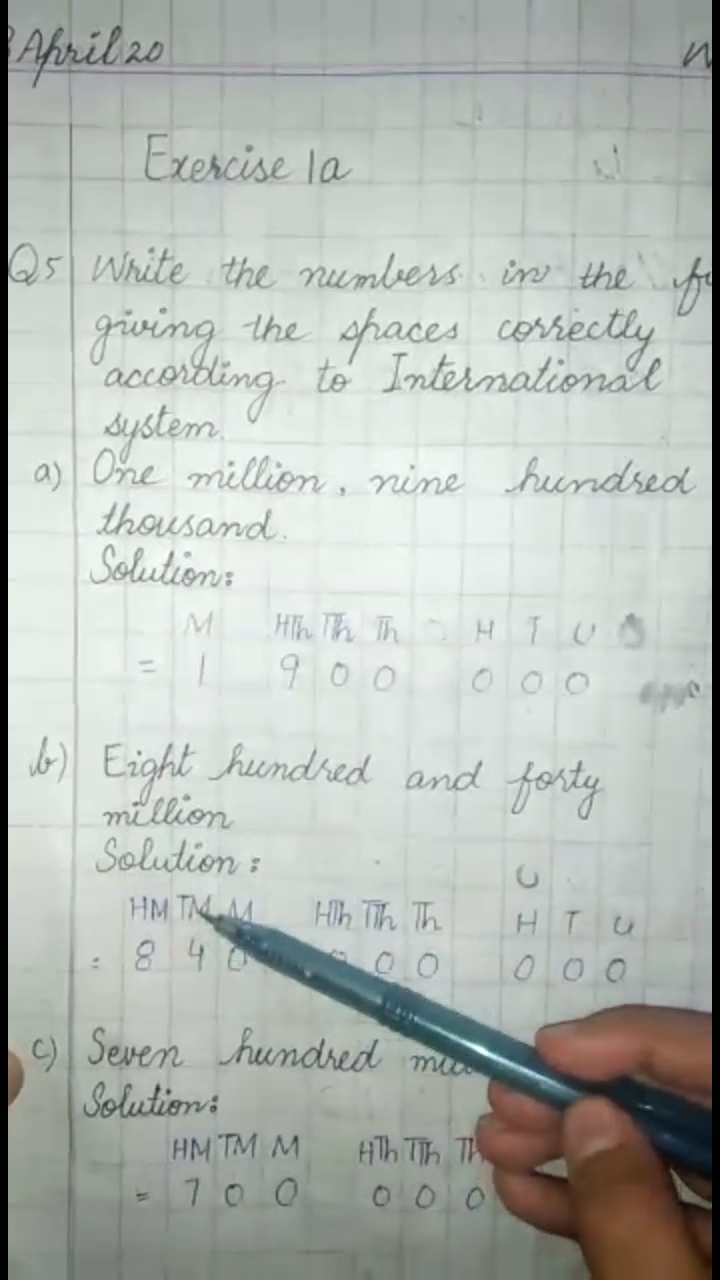 April 20
Exercise 1a
Q5 Write the numbers in the
giving the spaces correctly
according to International
system.
a) One million, nine hundred
thousand.
Solution:
M HTh TTh Th H T U
= 1 9 0 0 0 0 0
b) Eight hundred and forty
million
Solution:
U
HM TM M HTh TTh Th H T U
= 8 4 0 0 0 0 0 0 0
c) Seven hundred
Solution:
HM TM M HTh TTh Th
= 7 0 0 0 0 0